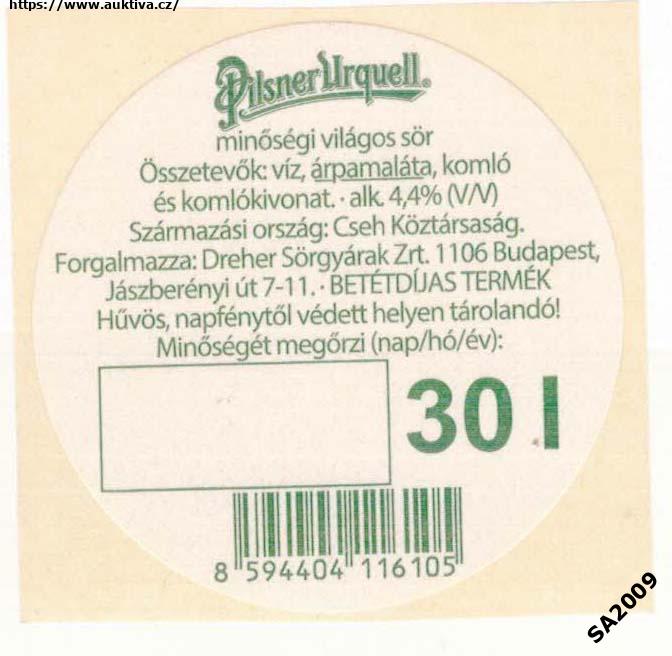 https://www.auktiva.cz/
Pilsner Urquell®
minőségi világos sör
Összetevők: víz, árpamaláta, komló
és komlókivonat. · alk. 4,4% (V/V)
Származási ország: Cseh Köztársaság.
Forgalmazza: Dreher Sörgyárak Zrt. 1106 Budapest,
Jászberényi út 7-11. · BETÉTDÍJAS TERMÉK
Hűvös, napfénytől védett helyen tárolandó!
Minőségét megőrzi (nap/hó/év):
30 l
8 594404 116105
SA2009